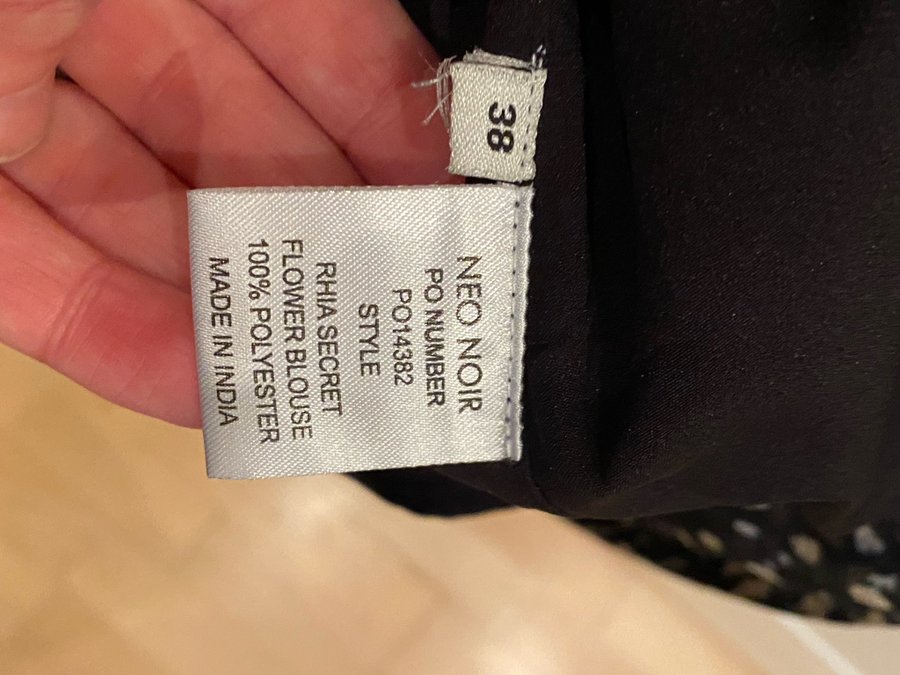 38
NEO NOIR
PO NUMBER
PO14382
STYLE
RHIA SECRET
FLOWER BLOUSE
100% POLYESTER
MADE IN INDIA